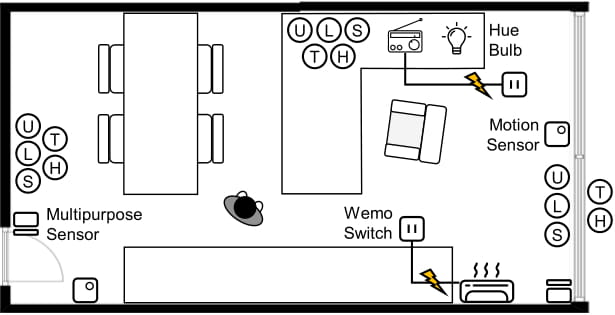 U L S
T H
Hue
Bulb
Motion
Sensor
U
T
L
H
S
U
T
L
H
S
Multipurpose
Sensor
Wemo
Switch